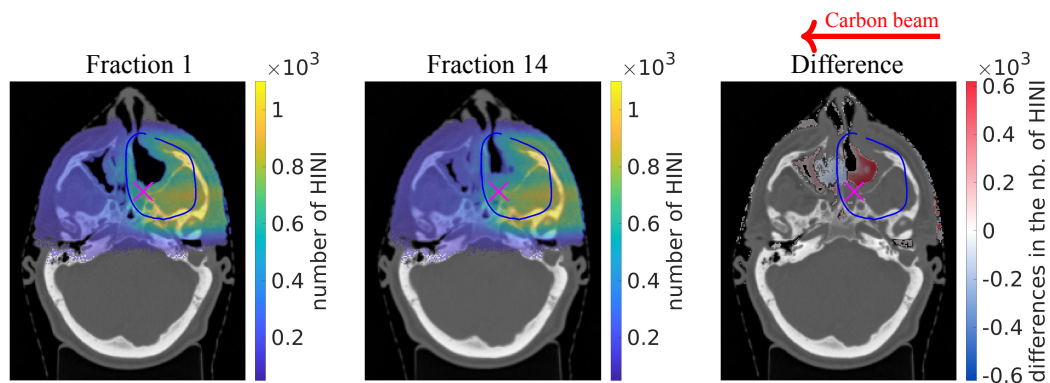 Carbon beam
Fraction 1
Fraction 14
Difference
×10³
1
0.8
0.6
0.4
0.2
number of HINI
×10³
1
0.8
0.6
0.4
0.2
number of HINI
×10³
0.6
0.4
0.2
0
-0.2
-0.4
-0.6
differences in the nb. of HINI